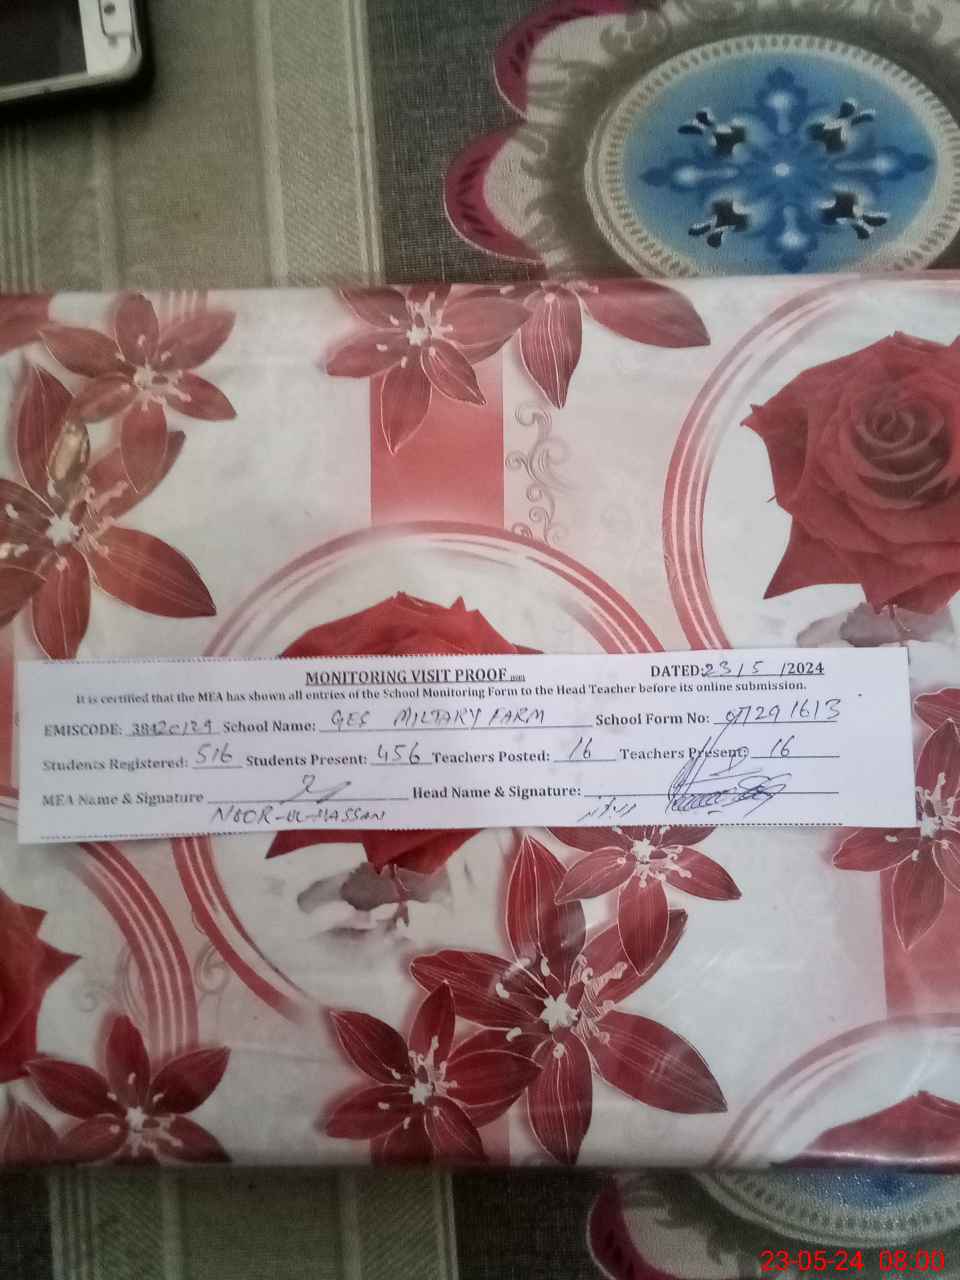 MONITORING VISIT PROOF
DATED: 23/5/2024
It is certified that the MEA has shown all entries of the School Monitoring Form to the Head Teacher before its online submission.
EMISCODE: School Name: GES MILTARY FARM School Form No:
Students Registered: 516 Students Present: 456 Teachers Posted: 16 Teachers Present: 16
MEA Name & Signature Head Name & Signature:
NOOR-UL-HASSAN
23-05-24 08:00